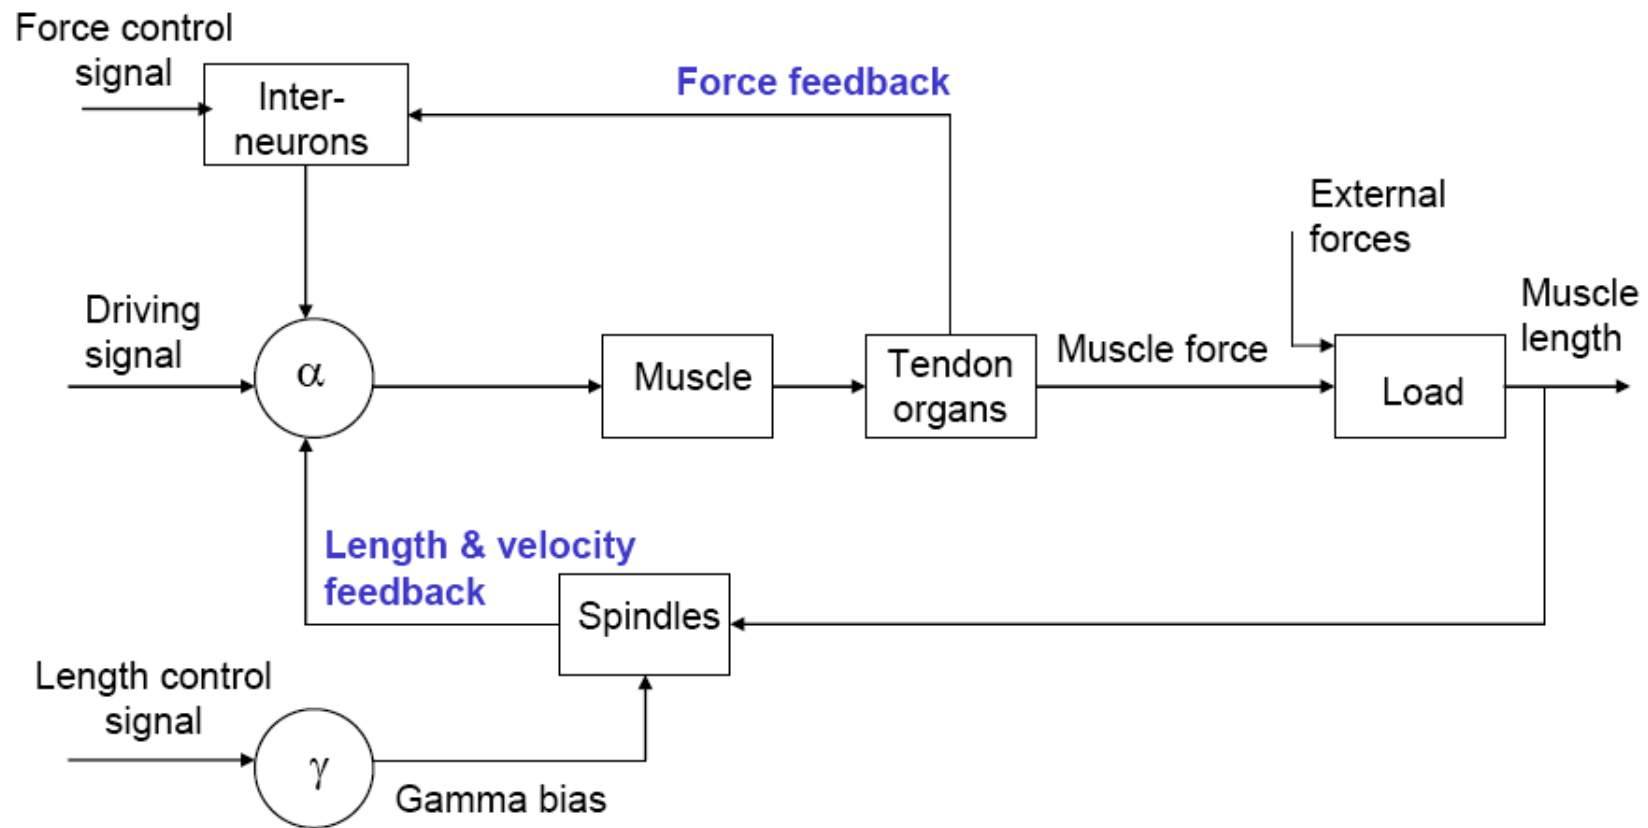 Force control
signal
Inter-
neurons
Force feedback
External
forces
Driving
signal
α
Muscle
Tendon
organs
Muscle force
Load
Muscle
length
Length & velocity
feedback
Spindles
Length control
signal
γ
Gamma bias